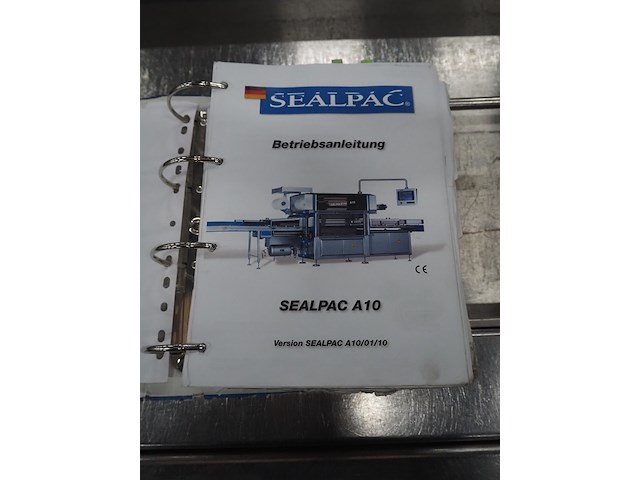 SEALPAC®
Betriebsanleitung
CE
SEALPAC A10
Version SEALPAC A10/01/10